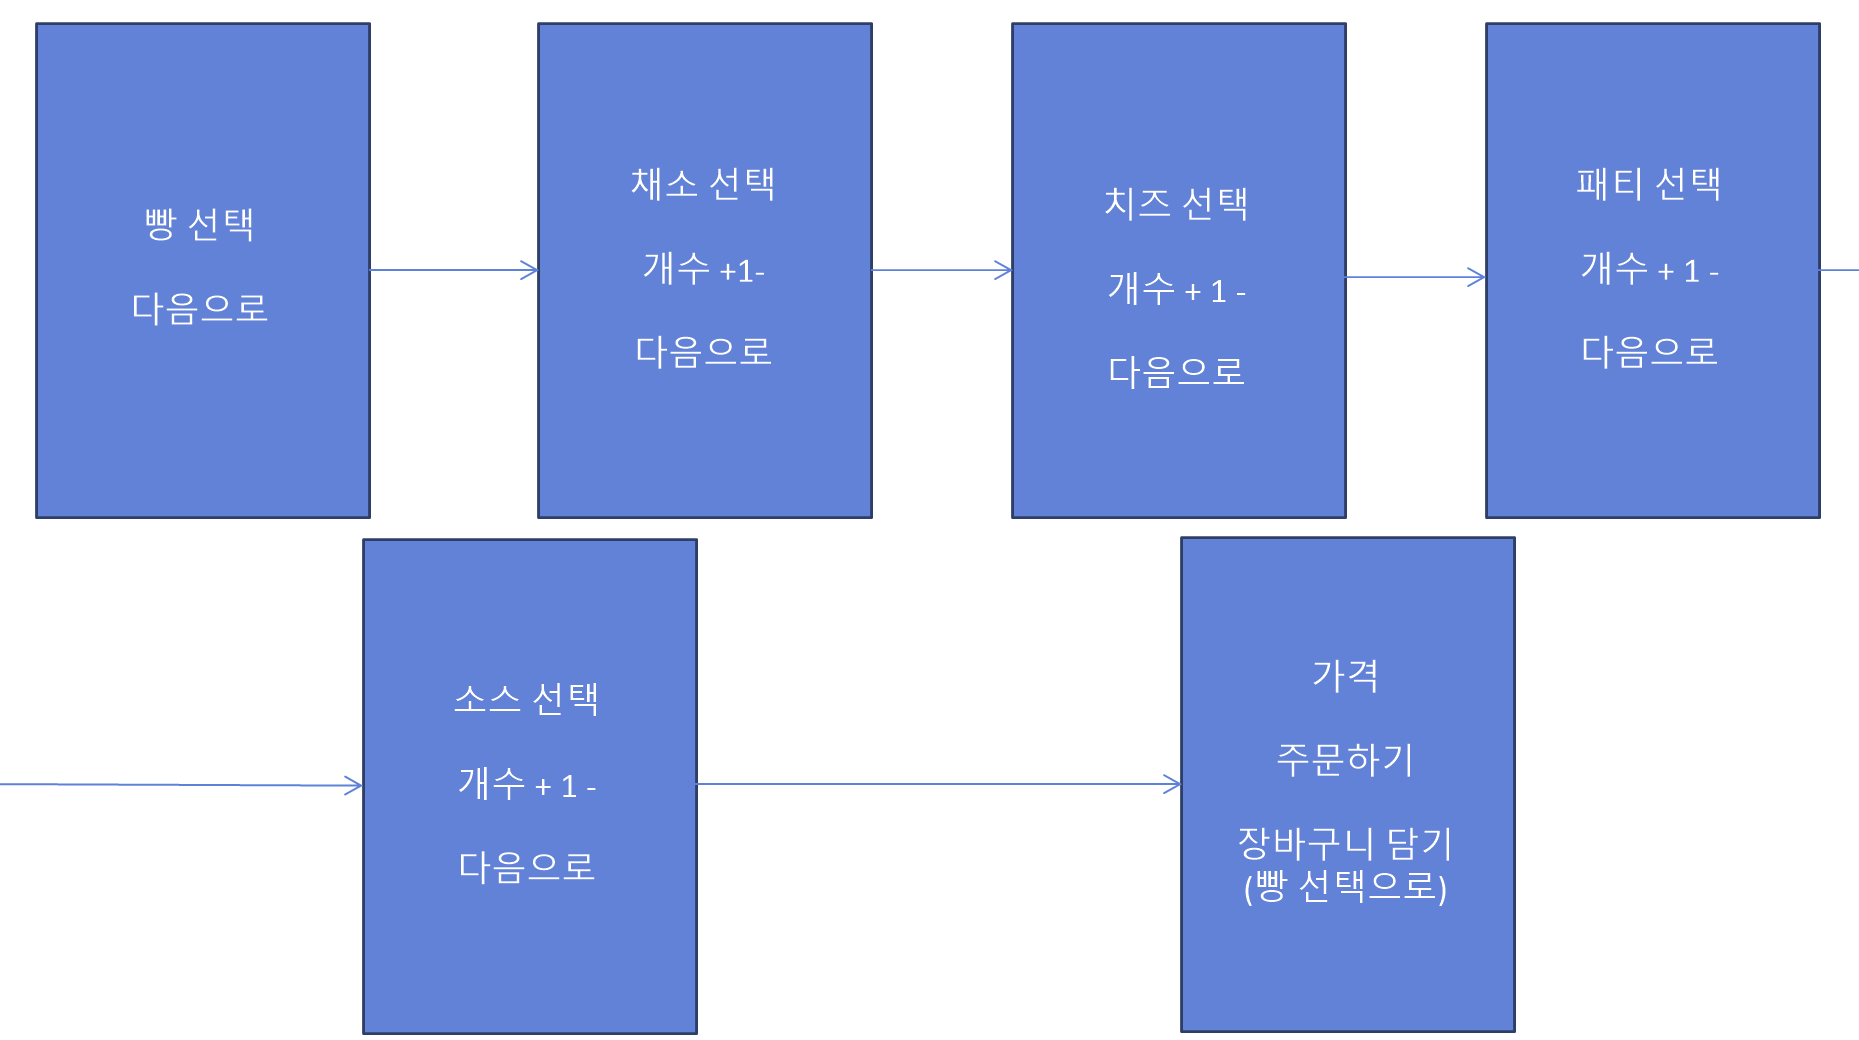 빵 선택
다음으로
채소 선택
개수 +1-
다음으로
치즈 선택
개수 + 1 -
다음으로
패티 선택
개수 + 1 -
다음으로
소스 선택
개수 + 1 -
다음으로
가격
주문하기
장바구니 담기
(빵 선택으로)